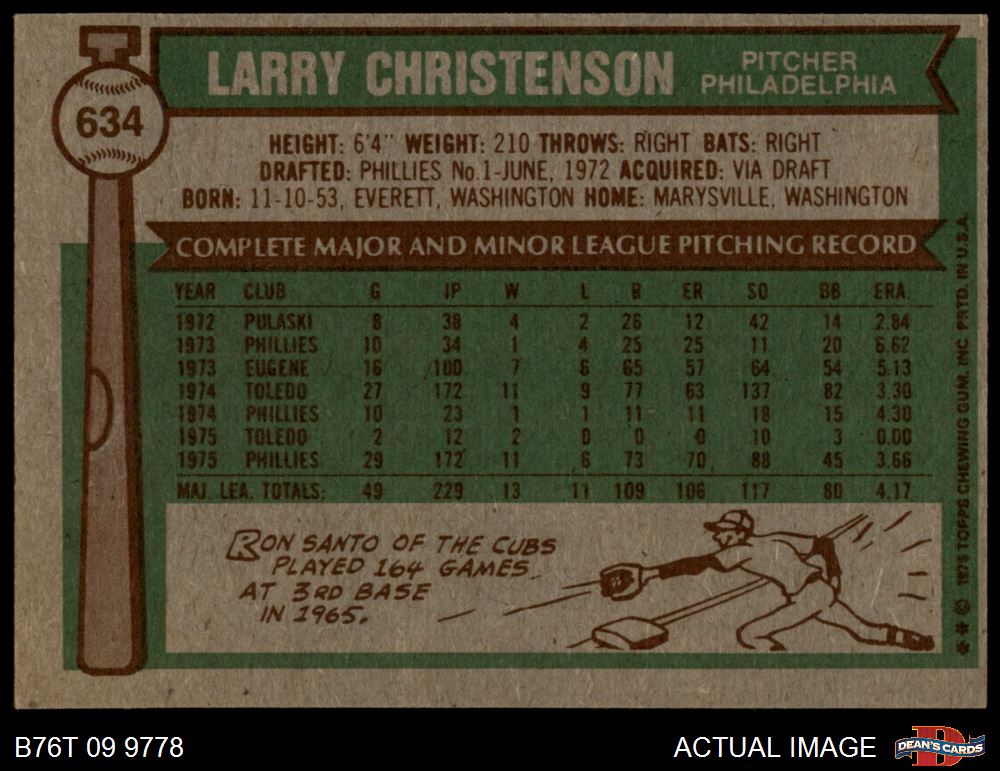 LARRY CHRISTENSON
PITCHER
PHILADELPHIA
634
HEIGHT: 6'4" WEIGHT: 210 THROWS: RIGHT BATS: RIGHT
DRAFTED: PHILLIES No.1-JUNE, 1972 ACQUIRED: VIA DRAFT
BORN: 11-10-53, EVERETT, WASHINGTON HOME: MARYSVILLE, WASHINGTON
COMPLETE MAJOR AND MINOR LEAGUE PITCHING RECORD
YEAR CLUB G IP W L R ER SO BB ERA.
1972 PULASKI 8 38 4 2 26 12 42 14 2.84
1973 PHILLIES 10 34 1 4 25 25 11 20 6.62
1973 EUGENE 16 100 7 6 65 57 64 54 5.13
1974 TOLEDO 27 172 11 9 77 63 137 82 3.30
1974 PHILLIES 10 23 1 1 11 11 18 15 4.30
1975 TOLEDO 2 12 2 0 0 0 10 3 0.00
1975 PHILLIES 29 172 11 6 73 70 88 45 3.66
MAJ. LEA. TOTALS: 49 229 13 11 109 106 117 80 4.17
RON SANTO OF THE CUBS
PLAYED 164 GAMES
AT 3RD BASE
IN 1965.
** © 1976 TOPPS CHEWING GUM, INC. PRTD. IN U.S.A.
B76T 09 9778
ACTUAL IMAGE
D
DEAN'S CARDS